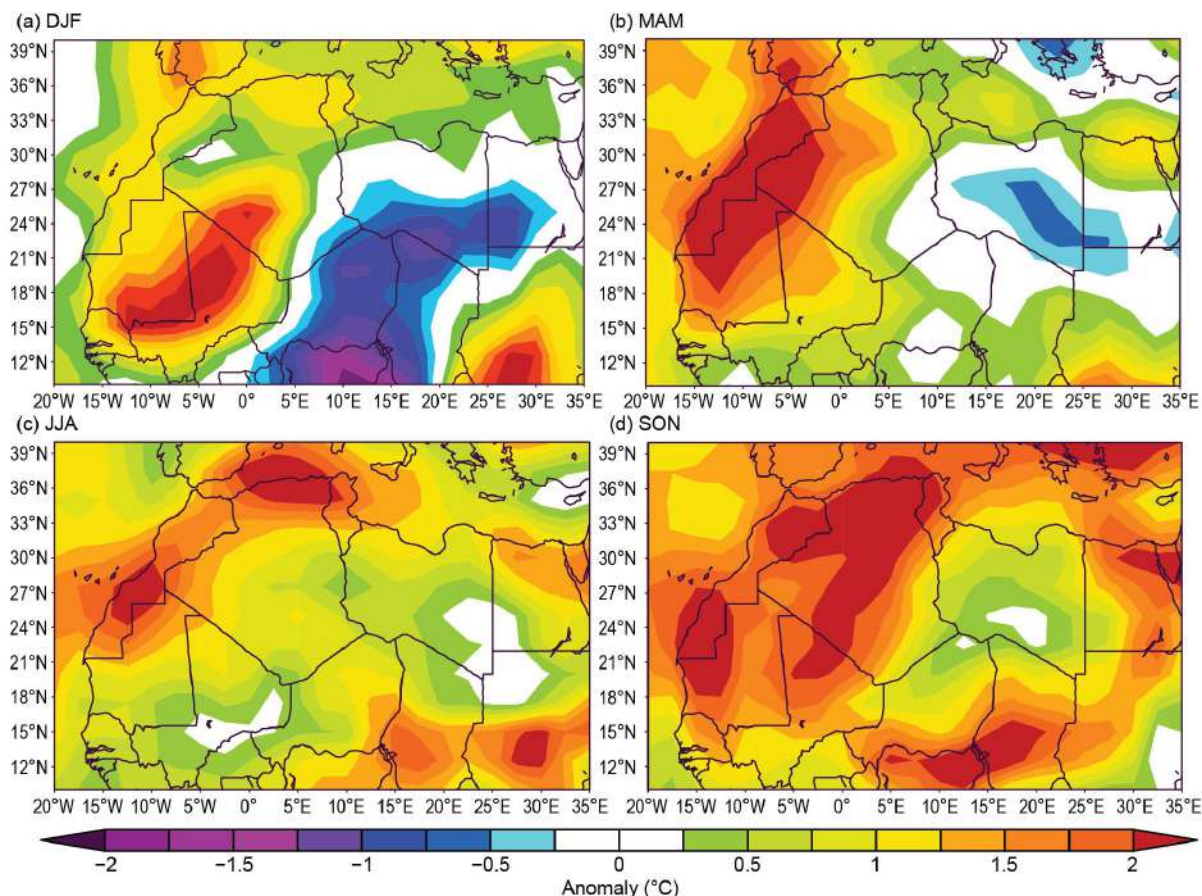 (a) DJF
(b) MAM
39°N 39°N
36°N 36°N
33°N 33°N
30°N 30°N
27°N 27°N
24°N 24°N
21°N 21°N
18°N 18°N
15°N 15°N
12°N 12°N
20°W 15°W 10°W 5°W 0° 5°E 10°E 15°E 20°E 25°E 30°E 35°E 20°W 15°W 10°W 5°W 0° 5°E 10°E 15°E 20°E 25°E 30°E 35°E
(c) JJA
(d) SON
39°N 39°N
36°N 36°N
33°N 33°N
30°N 30°N
27°N 27°N
24°N 24°N
21°N 21°N
18°N 18°N
15°N 15°N
12°N 12°N
20°W 15°W 10°W 5°W 0° 5°E 10°E 15°E 20°E 25°E 30°E 35°E 20°W 15°W 10°W 5°W 0° 5°E 10°E 15°E 20°E 25°E 30°E 35°E
−2 −1.5 −1 −0.5 0 0.5 1 1.5 2
Anomaly (°C)